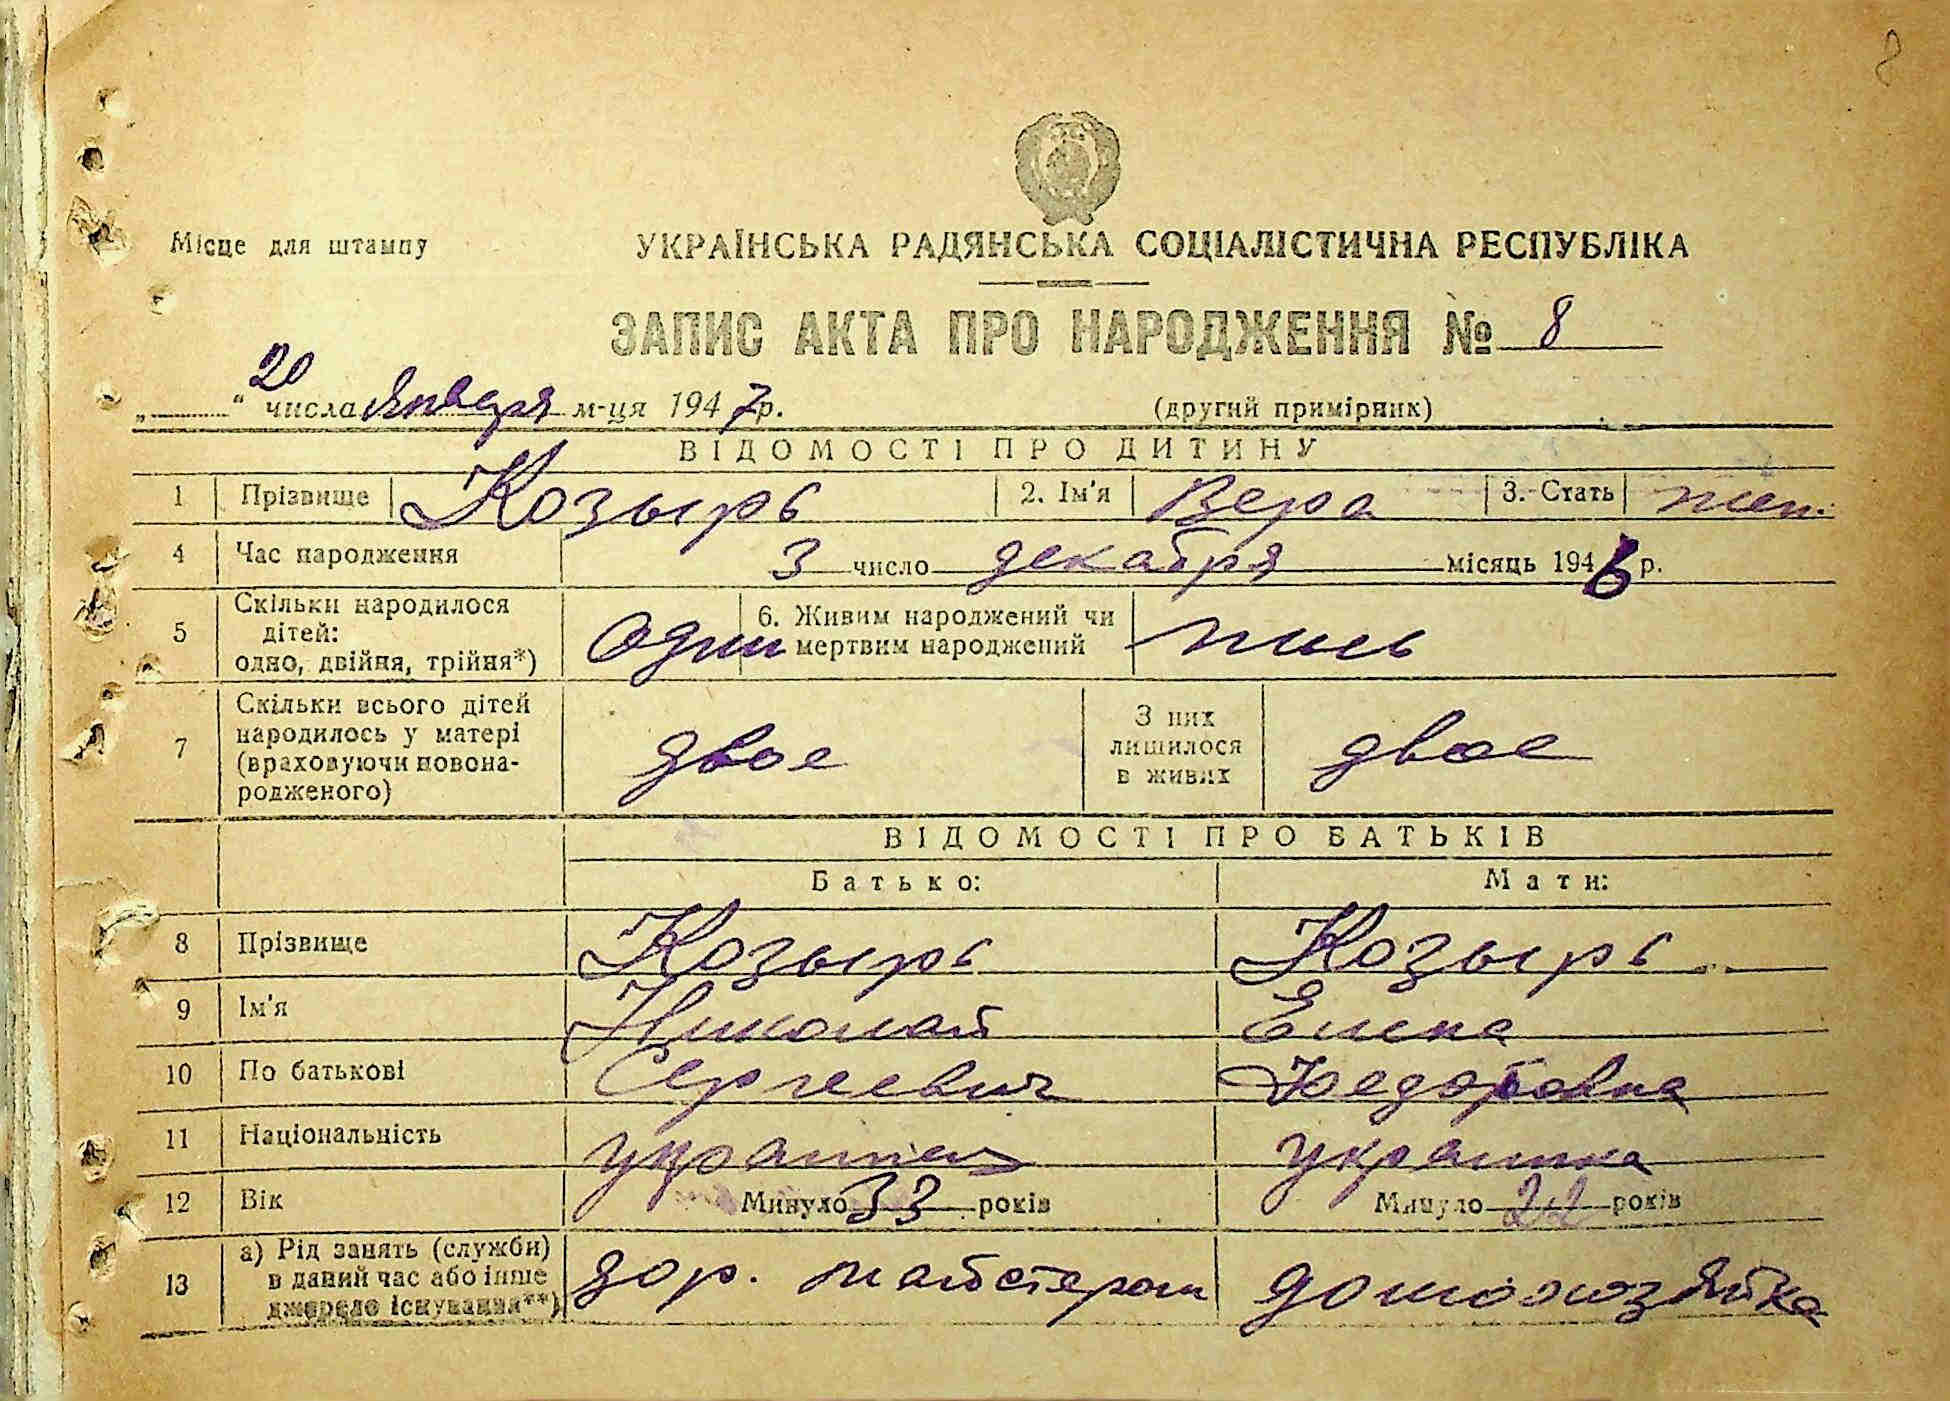 8
Місце для штампу
УКРАЇНСЬКА РАДЯНСЬКА СОЦІАЛІСТИЧНА РЕСПУБЛІКА
ЗАПИС АКТА ПРО НАРОДЖЕННЯ № 8
„ “ 20 числа Января м-ця 1947 р. (другий примірник)
ВІДОМОСТІ ПРО ДИТИНУ
1 Прізвище Козырь 2. Ім'я Вера 3. Стать жен.
4 Час народження 3 число декабря місяць 1946 р.
5 Скільки народилося
дітей:
одно, двійня, трійня*) один 6. Живим народжений чи
мертвим народжений
7 Скільки всього дітей
народилось у матері
(враховуючи новона-
родженого) двое З них
лишилося
в живих двое
ВІДОМОСТІ ПРО БАТЬКІВ
Батько: Мати:
8 Прізвище Козырь Козырь
9 Ім'я Николай Елена
10 По батькові Сергеевич Федоровна
11 Національність украинец украинка
12 Вік Минуло 33 років Минуло 22 років
13 а) Рід занять (служби)
в даний час або інше
джерело існування**) дор. майстером домохозяйка